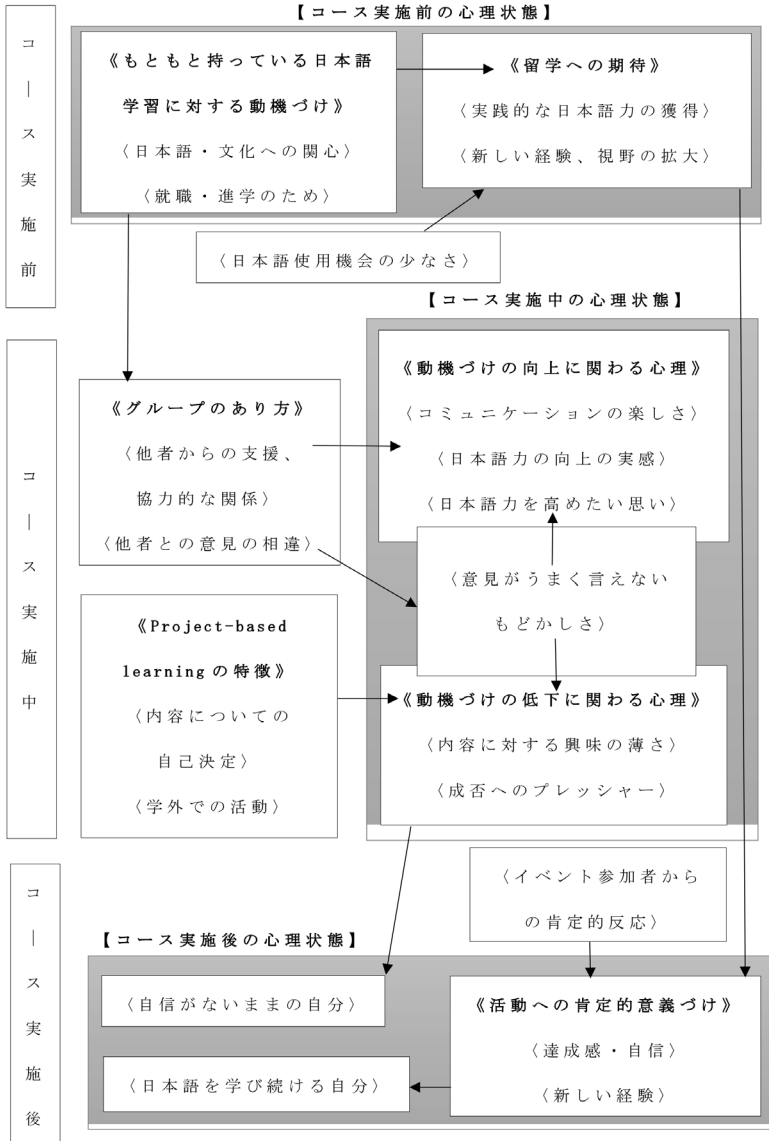 コース実施前
【コース実施前の心理状態】
《もともと持っている日本語
学習に対する動機づけ》
〈日本語・文化への関心〉
〈就職・進学のため〉
《留学への期待》
〈実践的な日本語力の獲得〉
〈新しい経験、視野の拡大〉
〈日本語使用機会の少なさ〉
コース実施中
【コース実施中の心理状態】
《グループのあり方》
〈他者からの支援、
協力的な関係〉
〈他者との意見の相違〉
《動機づけの向上に関わる心理》
〈コミュニケーションの楽しさ〉
〈日本語力の向上の実感〉
〈日本語力を高めたい思い〉
〈意見がうまく言えない
もどかしさ〉
《Project-based
learningの特徴》
〈内容についての
自己決定〉
〈学外での活動〉
《動機づけの低下に関わる心理》
〈内容に対する興味の薄さ〉
〈成否へのプレッシャー〉
コース実施後
〈イベント参加者から
の肯定的反応〉
【コース実施後の心理状態】
〈自信がないままの自分〉
〈日本語を学び続ける自分〉
《活動への肯定的意義づけ》
〈達成感・自信〉
〈新しい経験〉